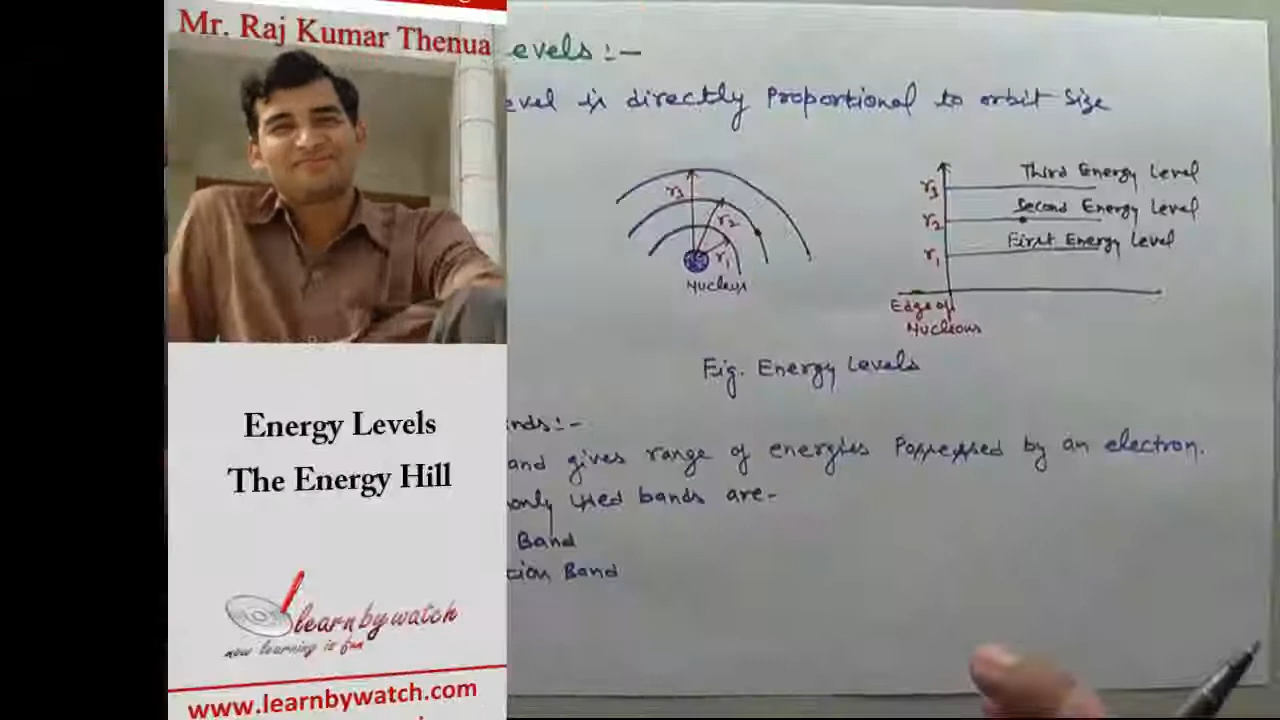 Mr. Raj Kumar Thenua
Energy Levels
The Energy Hill
learnbywatch
now learning is fun
www.learnbywatch.com
evels :-
evel is directly Proportional to orbit Size
r3
r2
r1
Nucleus
r3
r2
r1
Third Energy Level
Second Energy Level
First Energy Level
Edge of
Nucleous
Fig. Energy Levels
nds :-
and gives range of energies Possessed by an electron.
only used bands are-
Band
tion Band